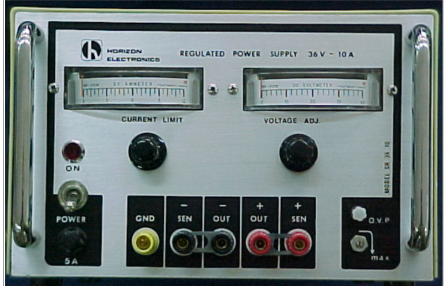 h
HORIZON
ELECTRONICS
REGULATED POWER SUPPLY 36V - 10A
DC AMMETER
DC VOLTMETER
CURRENT LIMIT
VOLTAGE ADJ.
ON
POWER
5A
GND
- SEN
- OUT
+ OUT
+ SEN
O.V.P
max
MODEL